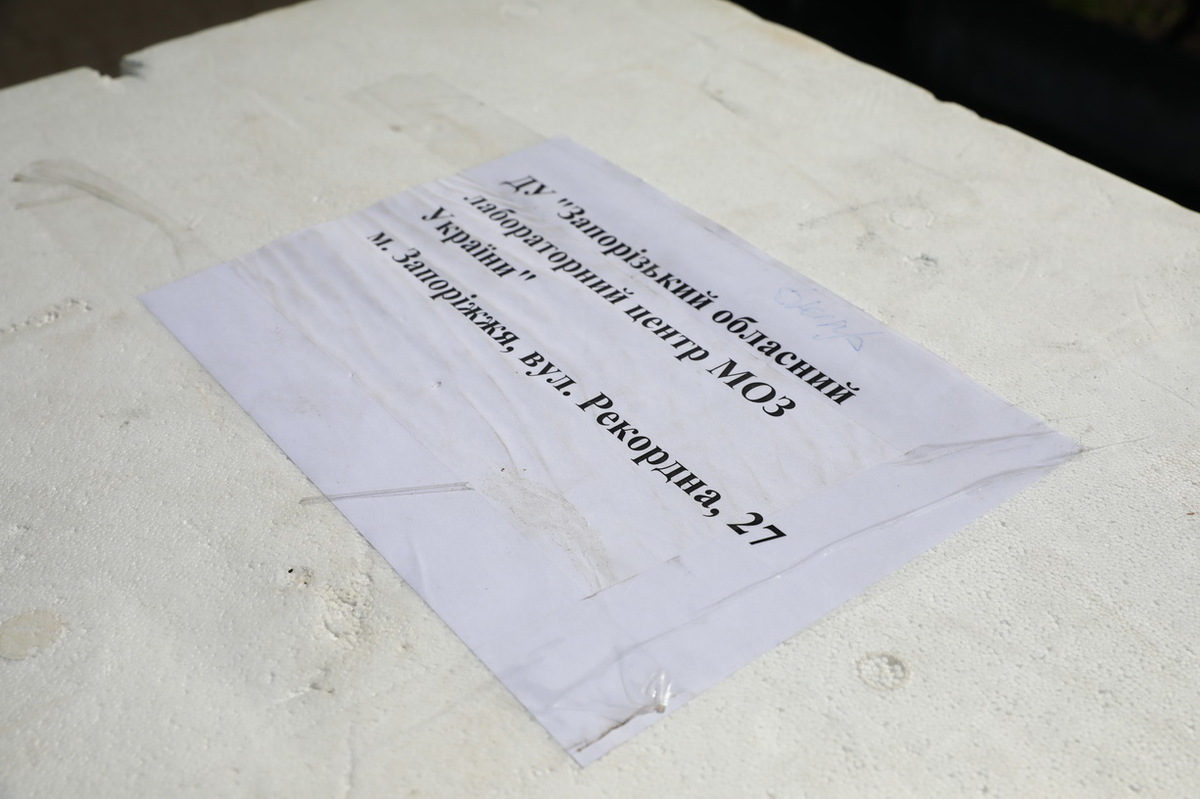 ДУ "Запорізький обласний
лабораторний центр МОЗ
України"
м. Запоріжжя, вул. Рекордна, 27